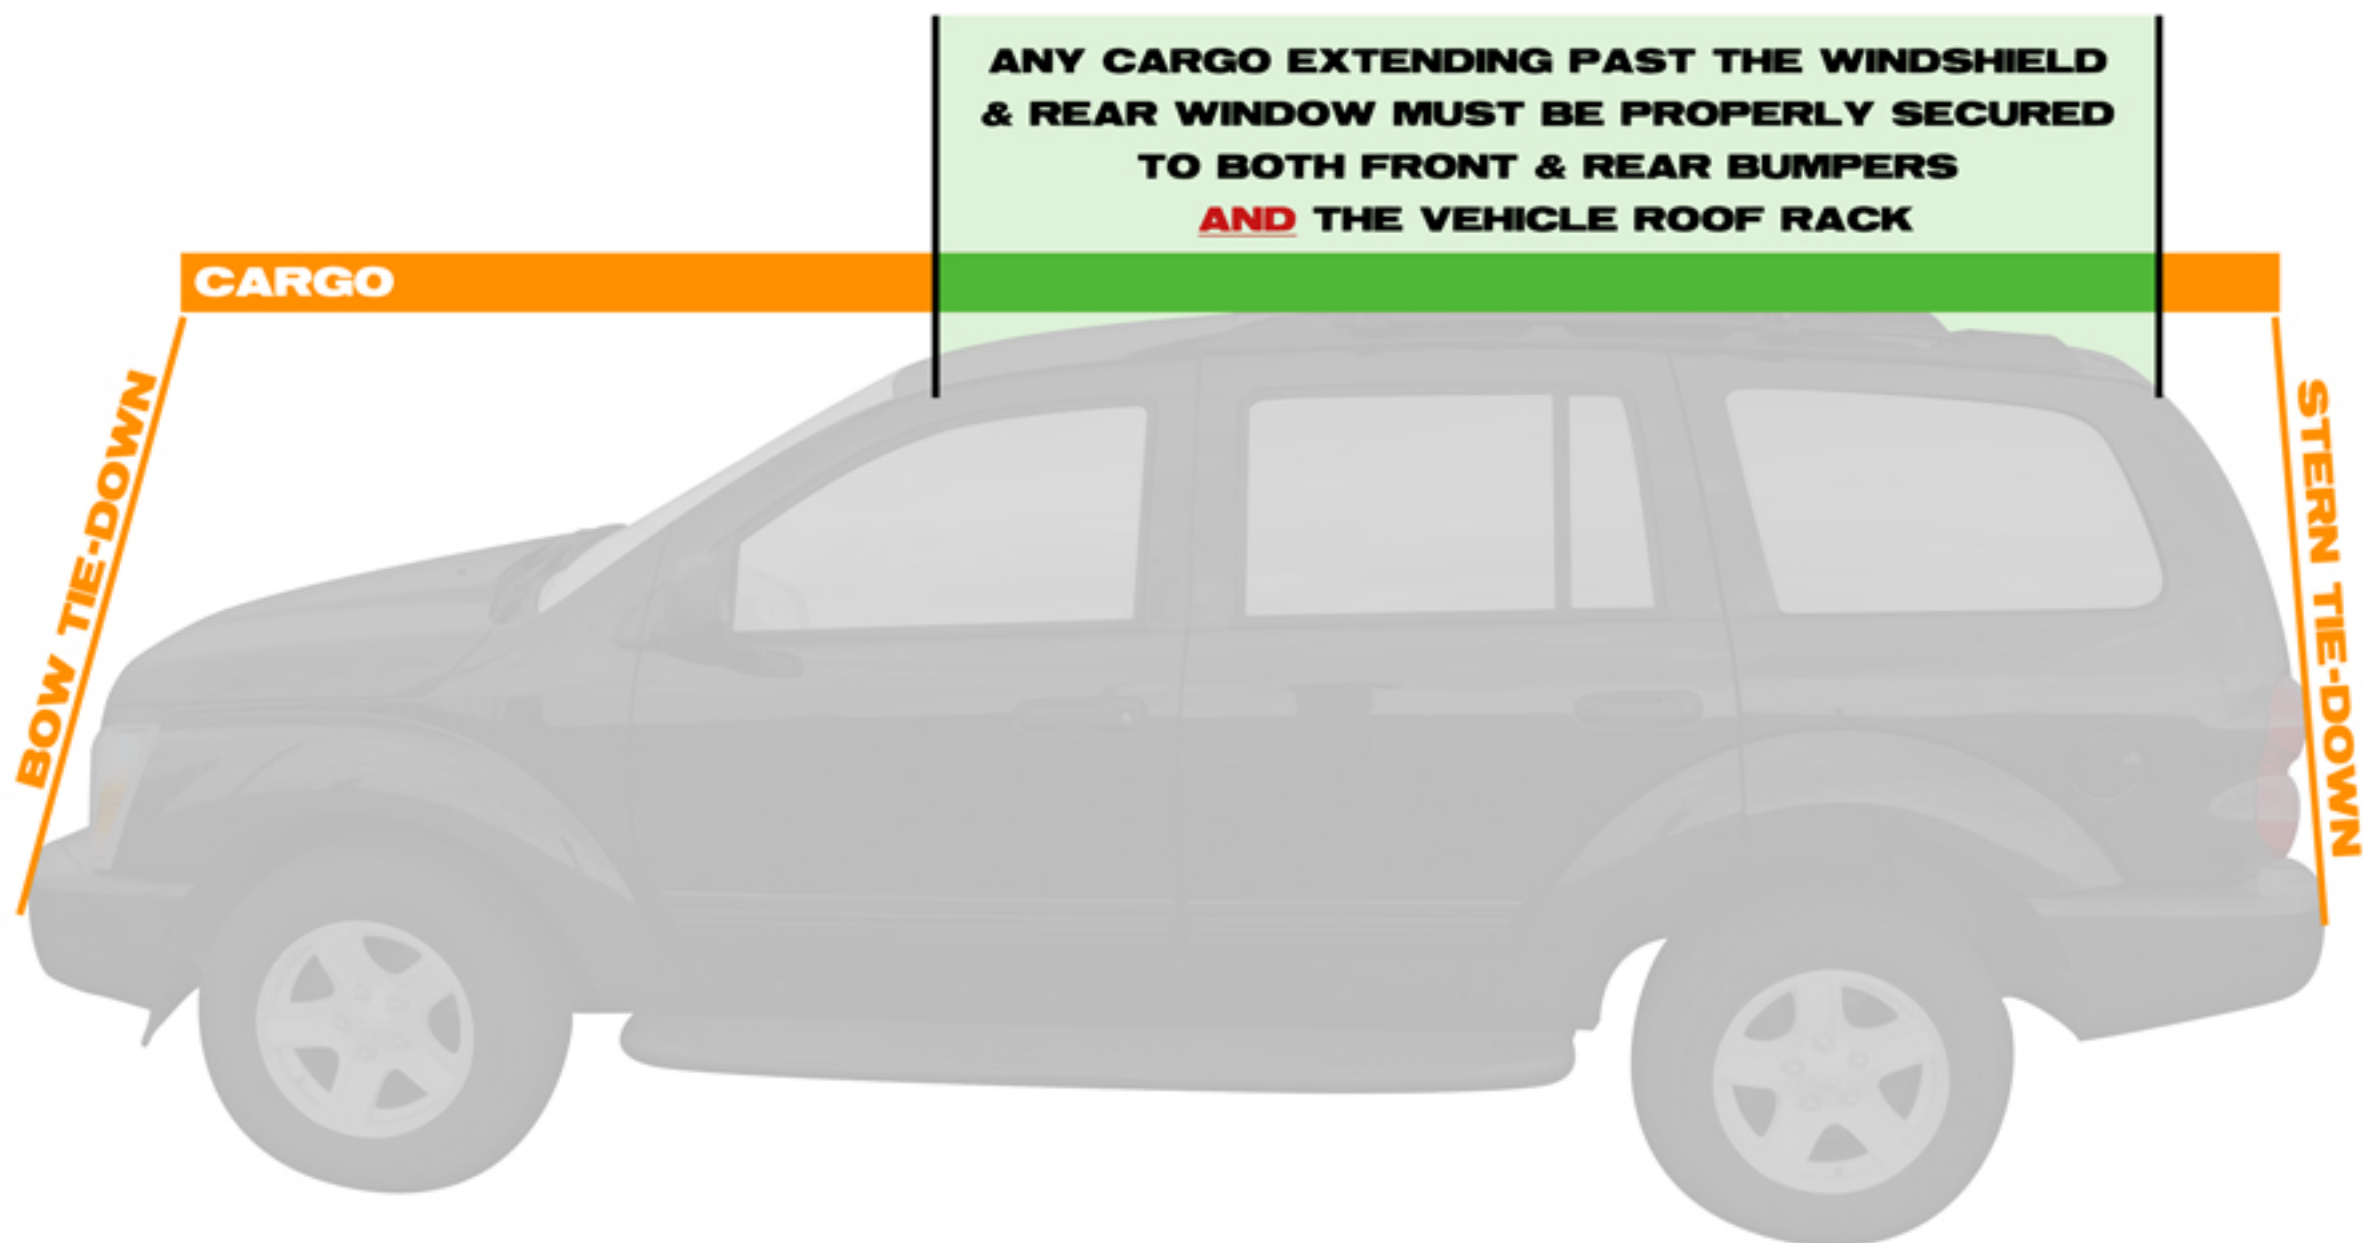 ANY CARGO EXTENDING PAST THE WINDSHIELD
& REAR WINDOW MUST BE PROPERLY SECURED
TO BOTH FRONT & REAR BUMPERS
AND THE VEHICLE ROOF RACK
CARGO
BOW TIE-DOWN
STERN TIE-DOWN